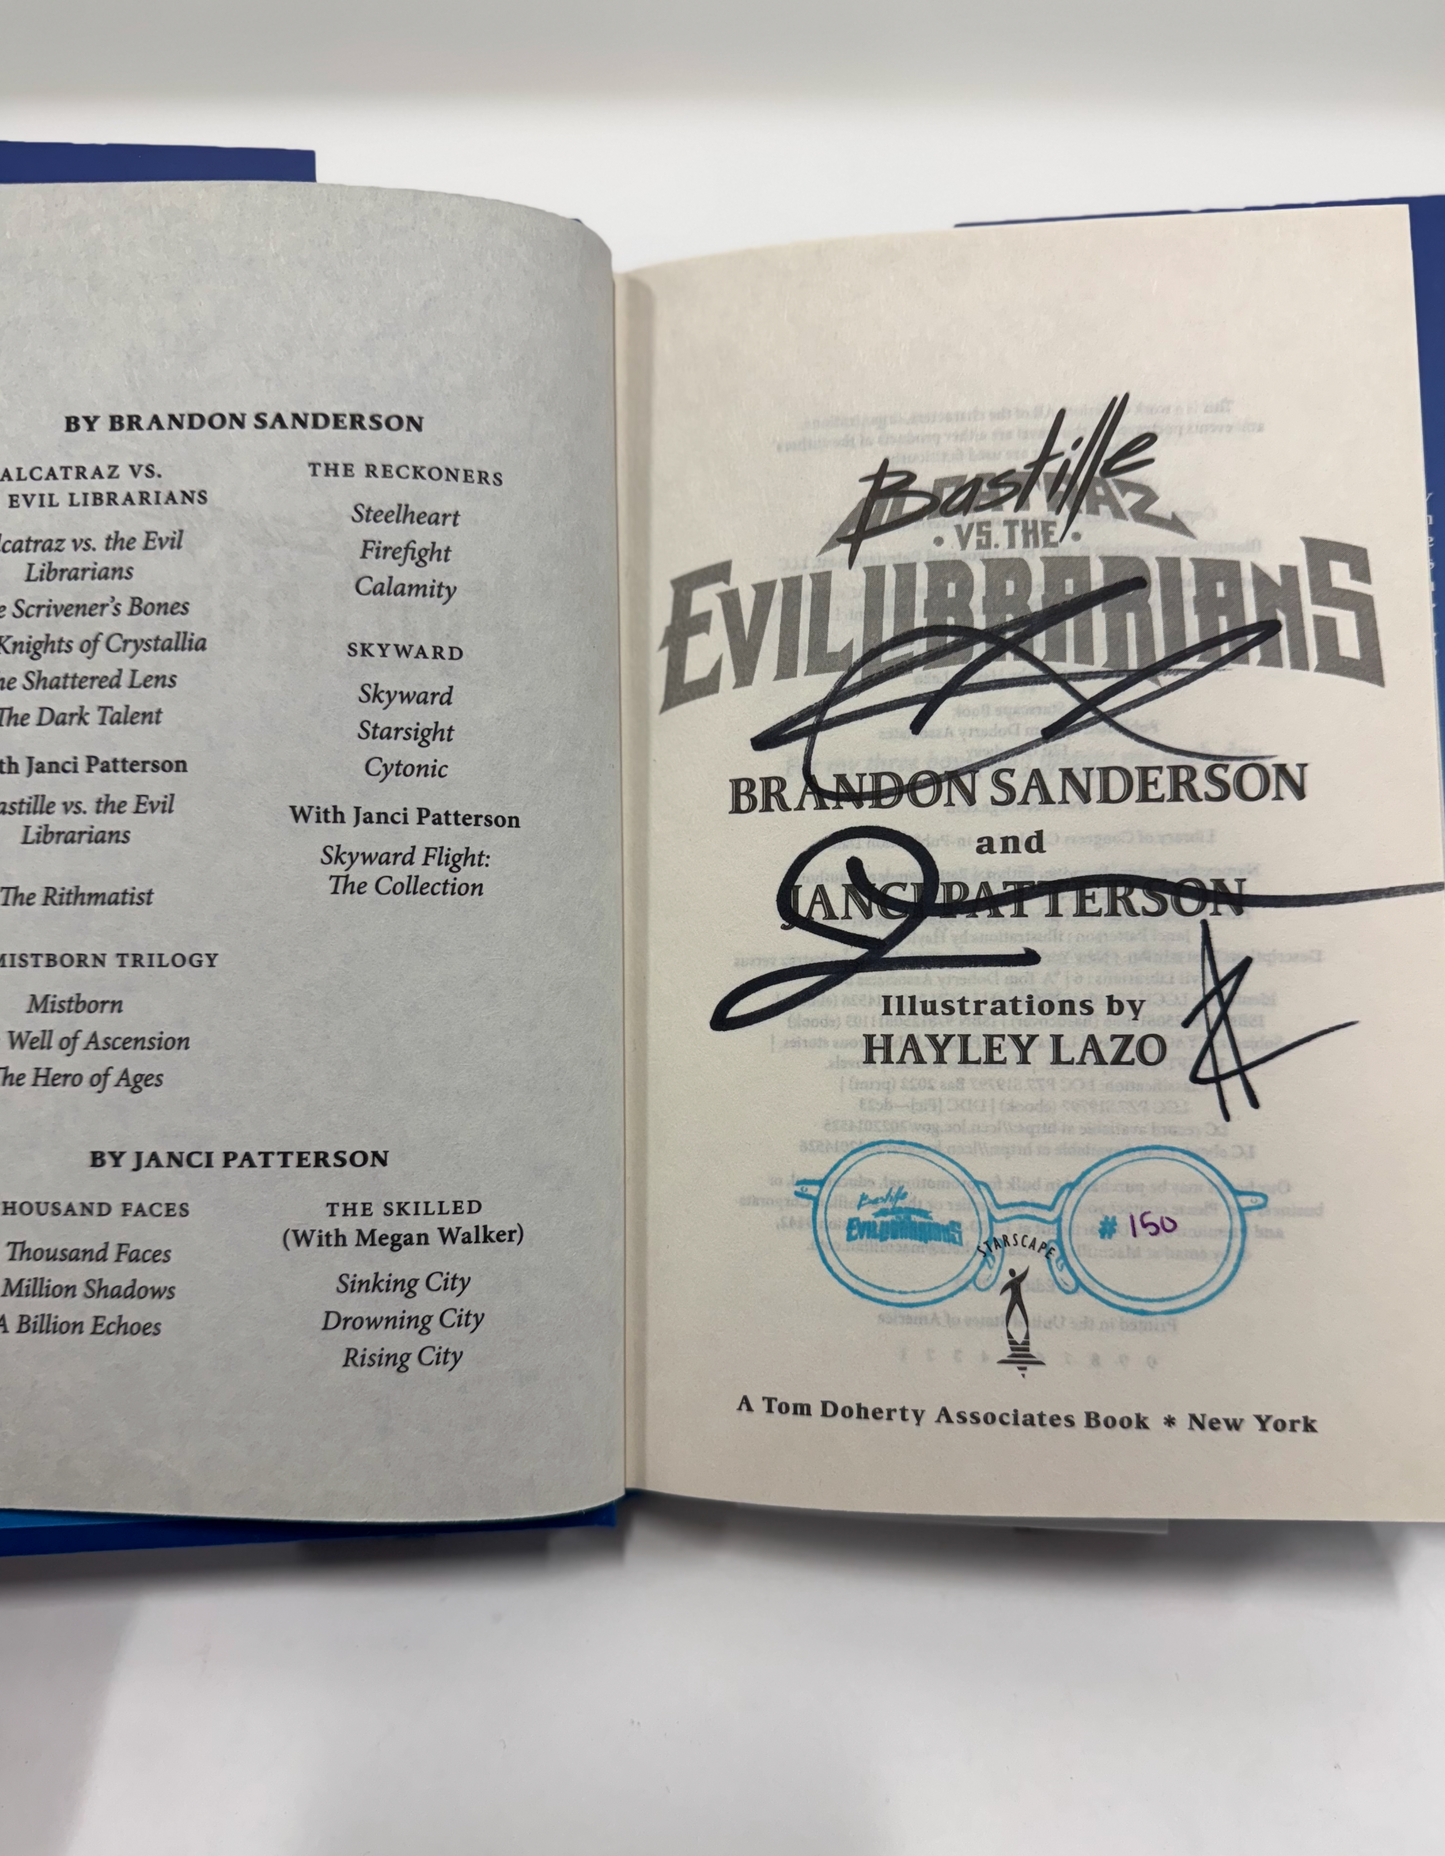 BY BRANDON SANDERSON
ALCATRAZ VS.
EVIL LIBRARIANS
lcatraz vs. the Evil
Librarians
e Scrivener's Bones
Knights of Crystallia
he Shattered Lens
The Dark Talent
th Janci Patterson
astille vs. the Evil
Librarians
The Rithmatist
MISTBORN TRILOGY
Mistborn
Well of Ascension
The Hero of Ages
THE RECKONERS
Steelheart
Firefight
Calamity
SKYWARD
Skyward
Starsight
Cytonic
With Janci Patterson
Skyward Flight:
The Collection
BY JANCI PATTERSON
HOUSAND FACES
Thousand Faces
Million Shadows
A Billion Echoes
THE SKILLED
(With Megan Walker)
Sinking City
Drowning City
Rising City
Bastille
ALCATRAZ
• VS. THE •
EVIL LIBRARIANS
BRANDON SANDERSON
and
JANCI PATTERSON
Illustrations by
HAYLEY LAZO
Bastille
EVIL LIBRARIANS
# 150
STARSCAPE
A Tom Doherty Associates Book * New York